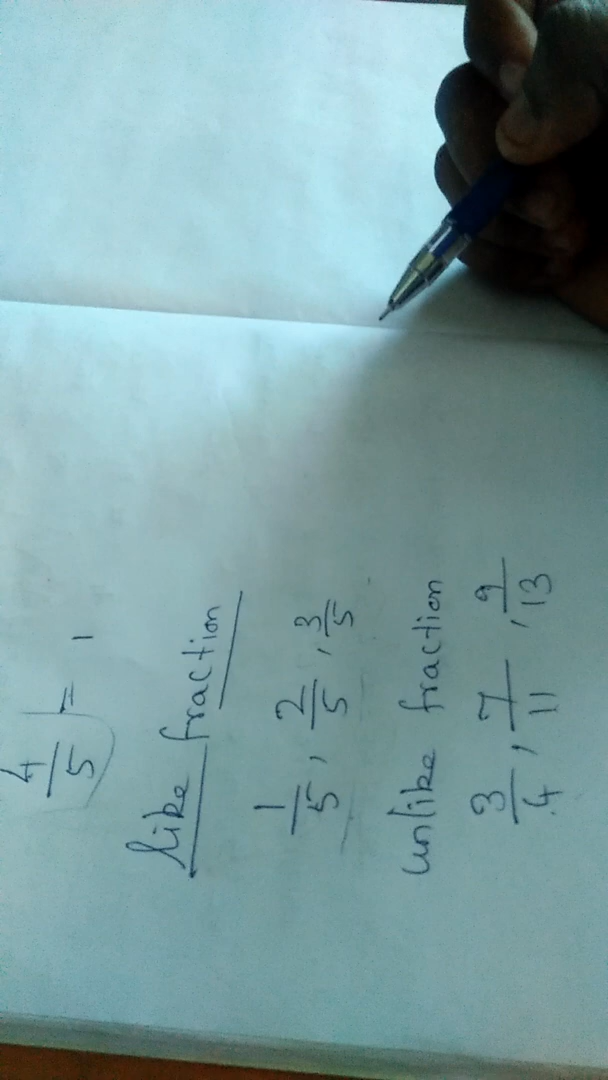 4/5 = 1
Like fraction
1/5, 2/5, 3/5
unlike fraction
3/4, 7/11, 9/13